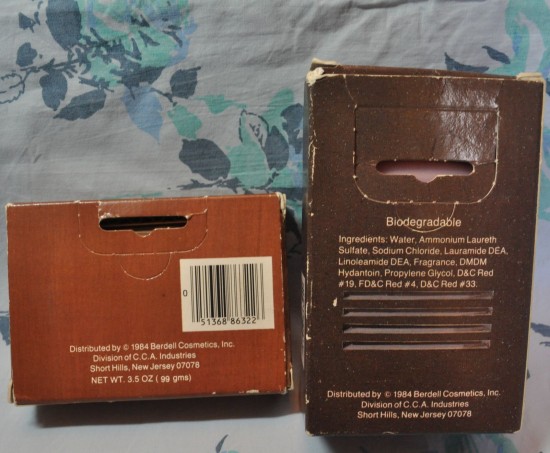 0
51368 86322
Distributed by © 1984 Berdell Cosmetics, Inc.
Division of C.C.A. Industries
Short Hills, New Jersey 07078
NET WT. 3.5 OZ ( 99 gms)
Biodegradable
Ingredients: Water, Ammonium Laureth
Sulfate, Sodium Chloride, Lauramide DEA,
Linoleamide DEA, Fragrance, DMDM
Hydantoin, Propylene Glycol, D&C Red
#19, FD&C Red #4, D&C Red #33.
Distributed by © 1984 Berdell Cosmetics, Inc.
Division of C.C.A. Industries
Short Hills, New Jersey 07078